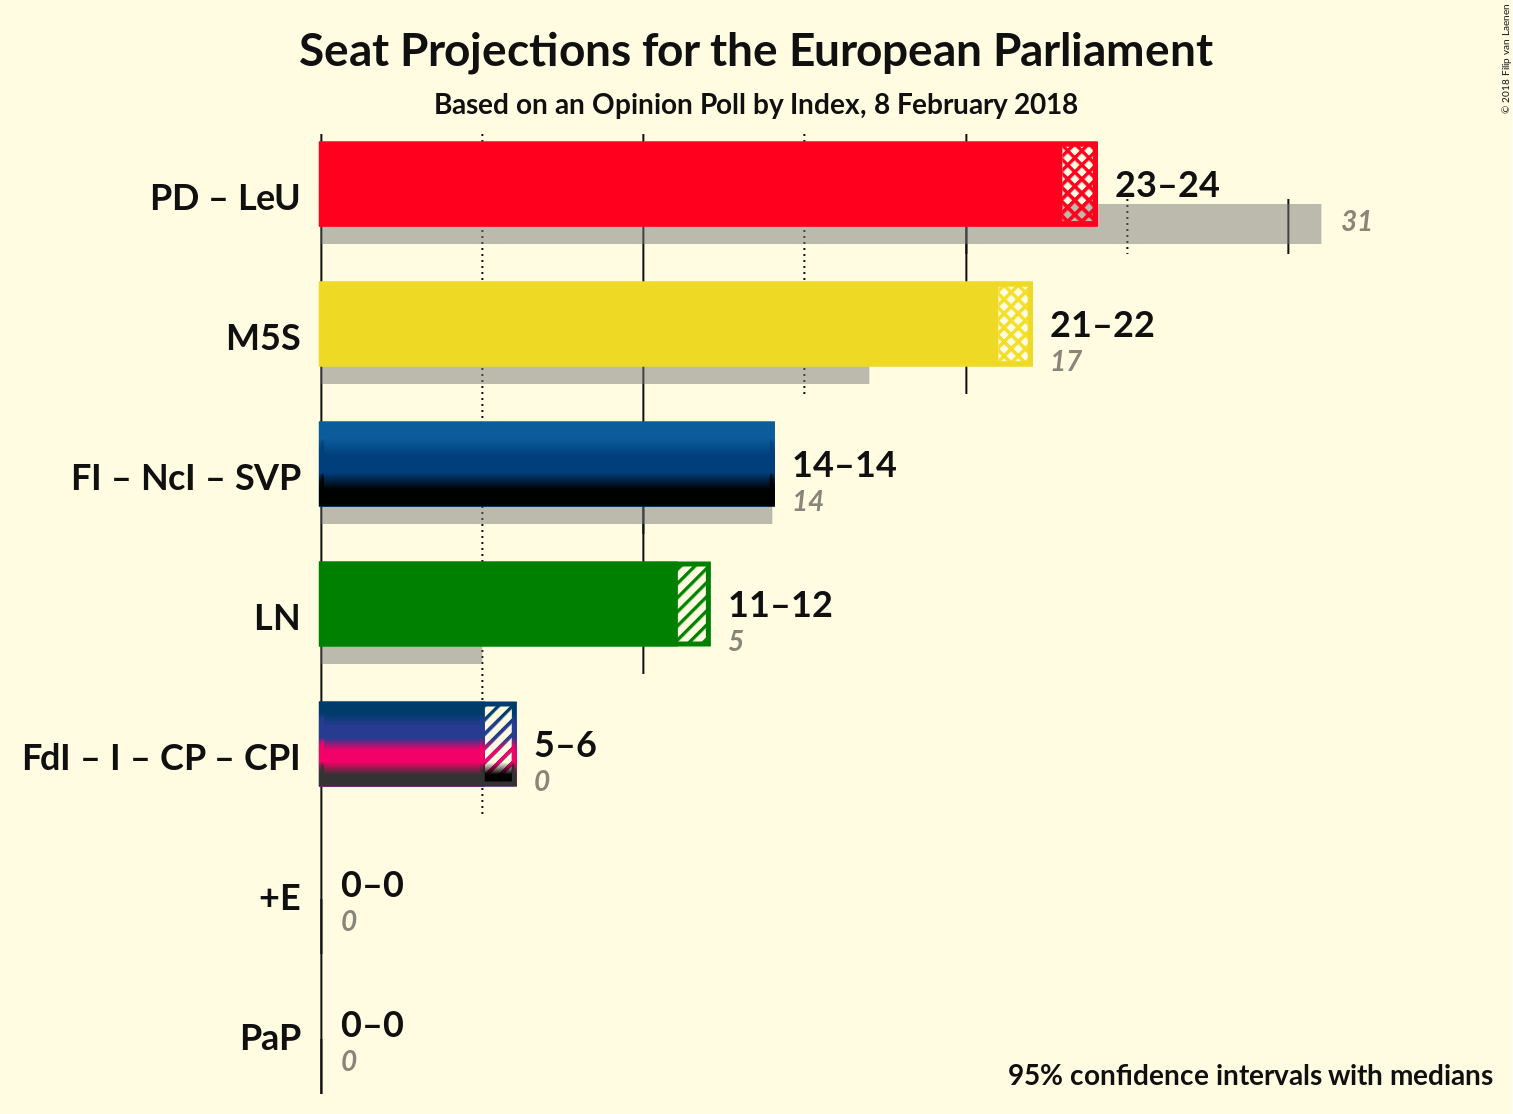 Seat Projections for the European Parliament
Based on an Opinion Poll by Index, 8 February 2018
© 2018 Filip van Laenen
PD – LeU
23–24
31
M5S
21–22
17
FI – NcI – SVP
14–14
14
LN
11–12
5
FdI – I – CP – CPI
5–6
0
+E
0–0
0
PaP
0–0
0
95% confidence intervals with medians